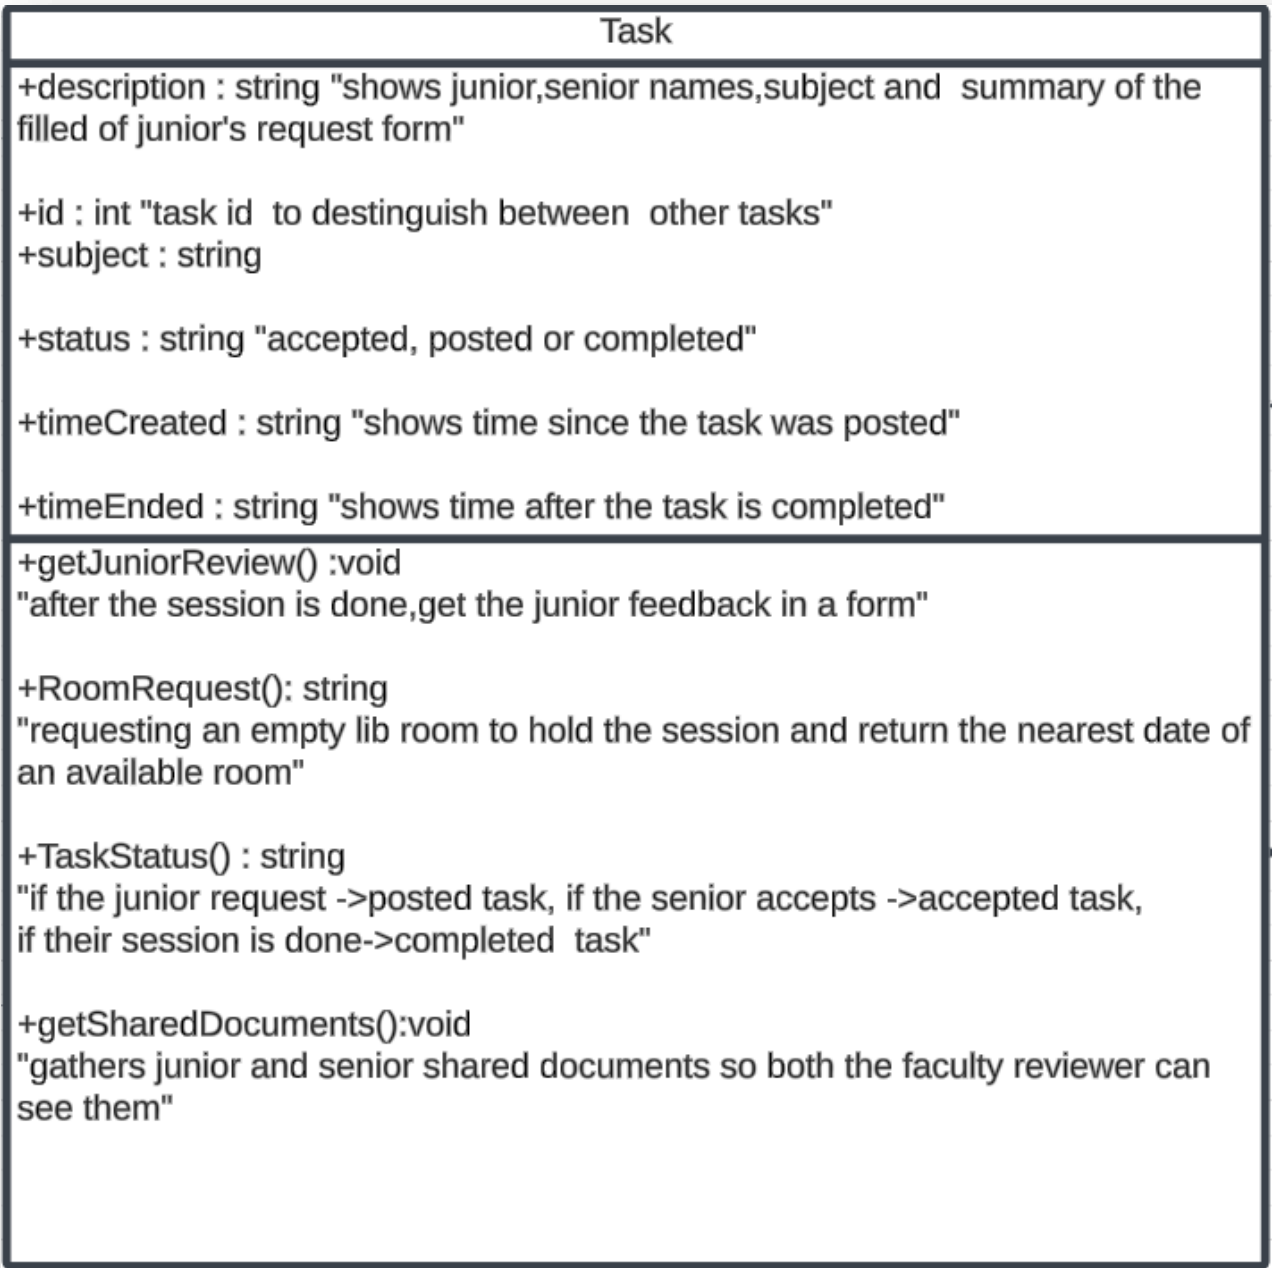 Task
+description : string "shows junior,senior names,subject and  summary of the
filled of junior's request form"
+id : int "task id  to destinguish between  other tasks"
+subject : string
+status : string "accepted, posted or completed"
+timeCreated : string "shows time since the task was posted"
+timeEnded : string "shows time after the task is completed"
+getJuniorReview() :void
"after the session is done,get the junior feedback in a form"
+RoomRequest(): string
"requesting an empty lib room to hold the session and return the nearest date of
an available room"
+TaskStatus() : string
"if the junior request ->posted task, if the senior accepts ->accepted task,
if their session is done->completed  task"
+getSharedDocuments():void
"gathers junior and senior shared documents so both the faculty reviewer can
see them"